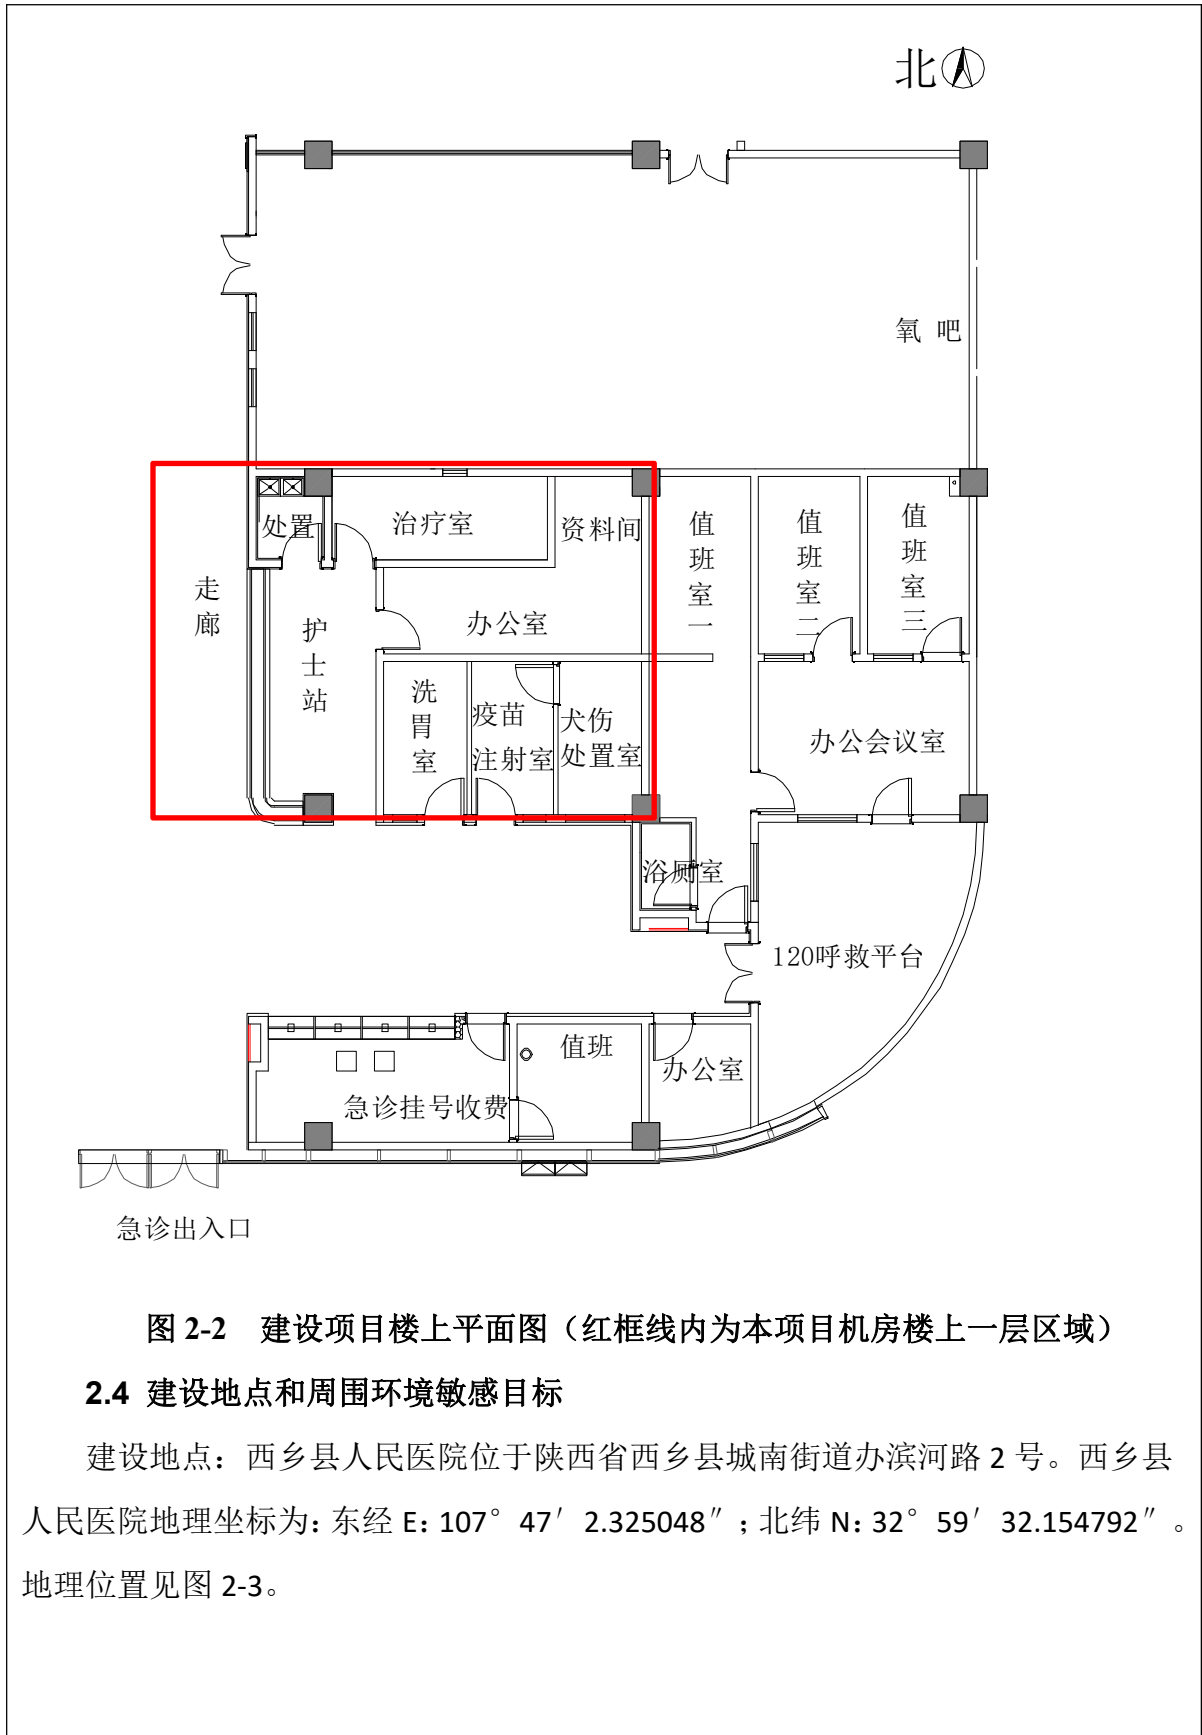 北
氧 吧
处置
治疗室
资料间
值班室一
值班室二
值班室三
走廊
护士站
办公室
洗胃室
疫苗
注射室
犬伤
处置室
办公会议室
浴厕室
120呼救平台
值班
办公室
急诊挂号收费
急诊出入口
图 2-2 建设项目楼上平面图（红框线内为本项目机房楼上一层区域）
2.4 建设地点和周围环境敏感目标
建设地点：西乡县人民医院位于陕西省西乡县城南街道办滨河路 2 号。西乡县
人民医院地理坐标为：东经 E：107° 47′ 2.325048″；北纬 N：32° 59′ 32.154792″。
地理位置见图 2-3。